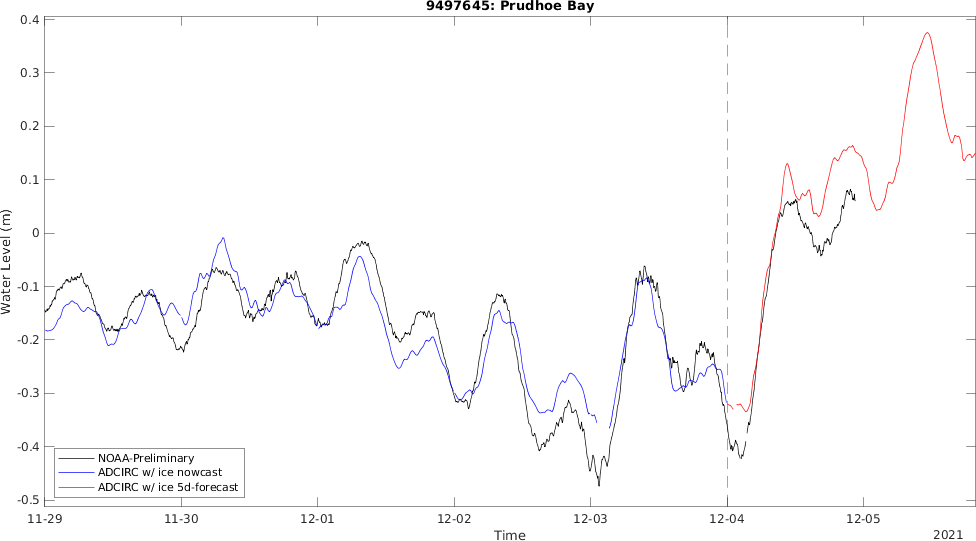 9497645: Prudhoe Bay
0.4
0.3
0.2
0.1
0
-0.1
-0.2
-0.3
-0.4
-0.5
Water Level (m)
NOAA-Preliminary
ADCIRC w/ ice nowcast
ADCIRC w/ ice 5d-forecast
11-29 11-30 12-01 12-02 12-03 12-04 12-05
Time
2021